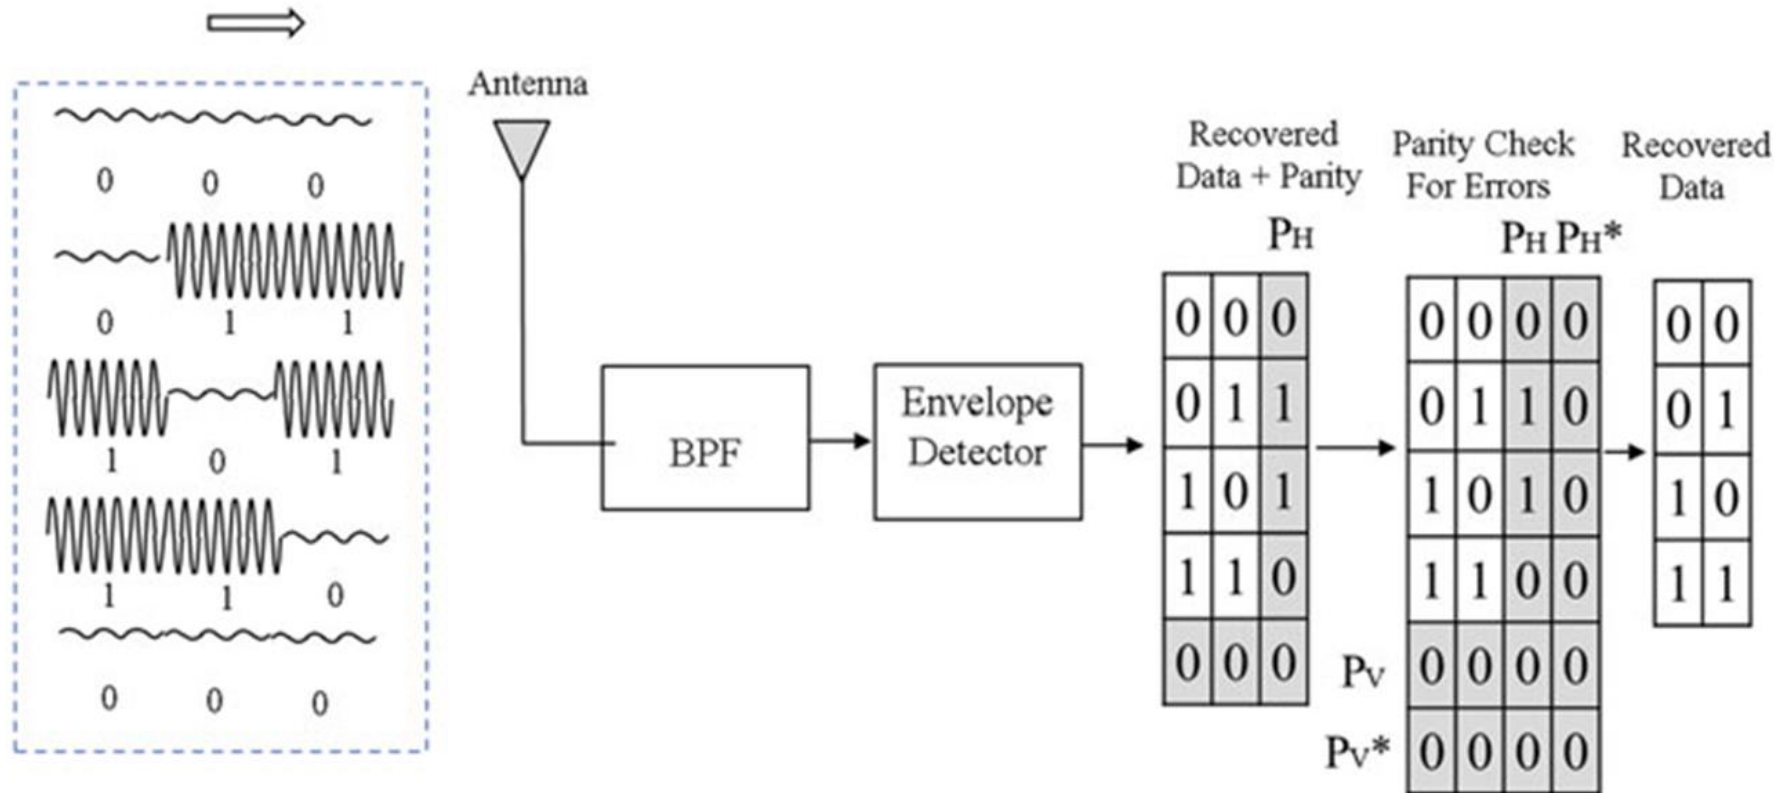 0 0 0
0 1 1
1 0 1
1 1 0
0 0 0
Antenna
BPF
Envelope
Detector
Recovered
Data + Parity
PH
0 0 0
0 1 1
1 0 1
1 1 0
0 0 0
Parity Check
For Errors
PH PH*
0 0 0 0
0 1 1 0
1 0 1 0
1 1 0 0
PV 0 0 0 0
PV* 0 0 0 0
Recovered
Data
0 0
0 1
1 0
1 1